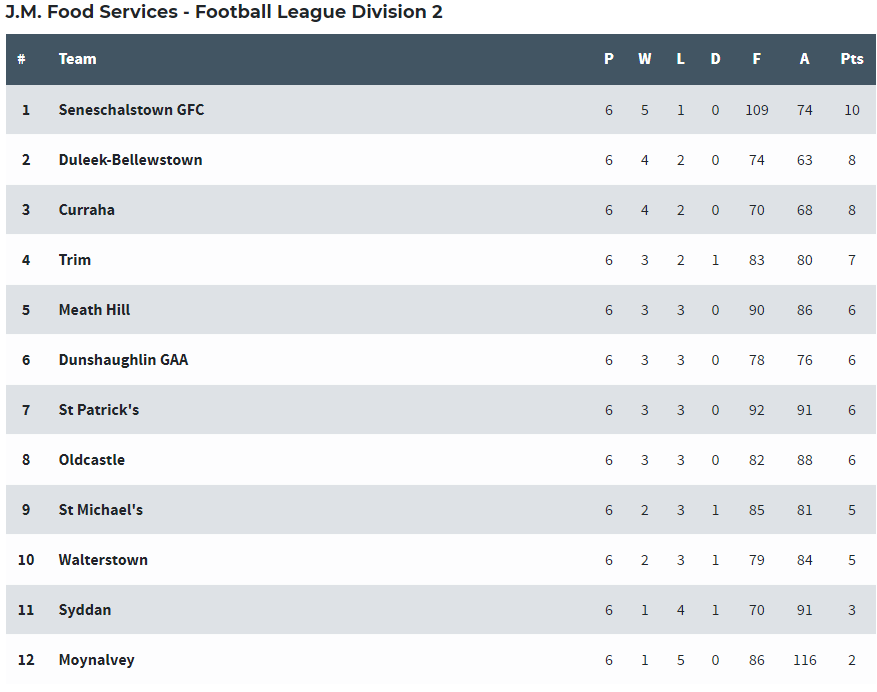 J.M. Food Services - Football League Division 2
# Team P W L D F A Pts
1 Seneschalstown GFC 6 5 1 0 109 74 10
2 Duleek-Bellewstown 6 4 2 0 74 63 8
3 Curraha 6 4 2 0 70 68 8
4 Trim 6 3 2 1 83 80 7
5 Meath Hill 6 3 3 0 90 86 6
6 Dunshaughlin GAA 6 3 3 0 78 76 6
7 St Patrick's 6 3 3 0 92 91 6
8 Oldcastle 6 3 3 0 82 88 6
9 St Michael's 6 2 3 1 85 81 5
10 Walterstown 6 2 3 1 79 84 5
11 Syddan 6 1 4 1 70 91 3
12 Moynalvey 6 1 5 0 86 116 2